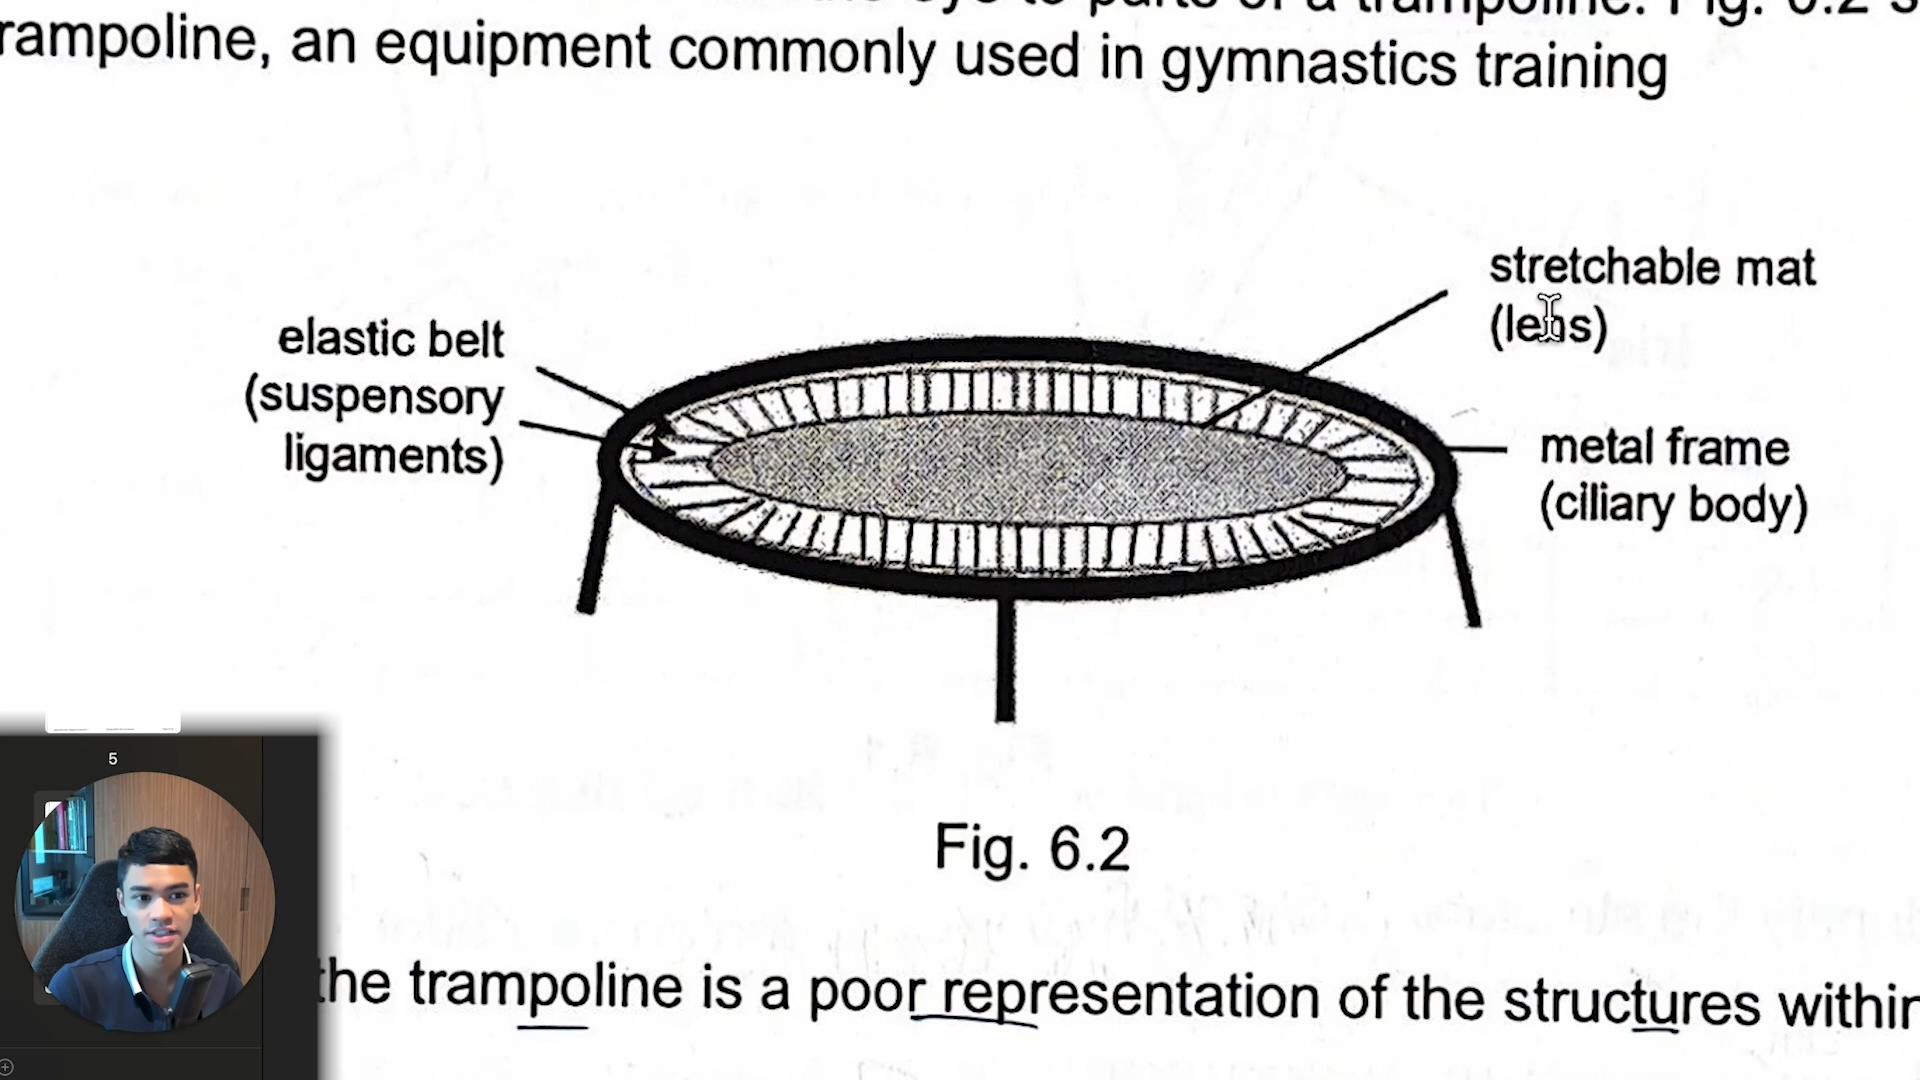 rampoline, an equipment commonly used in gymnastics training
stretchable mat
(lens)
elastic belt
(suspensory
ligaments)
metal frame
(ciliary body)
Fig. 6.2
5
the trampoline is a poor representation of the structures within